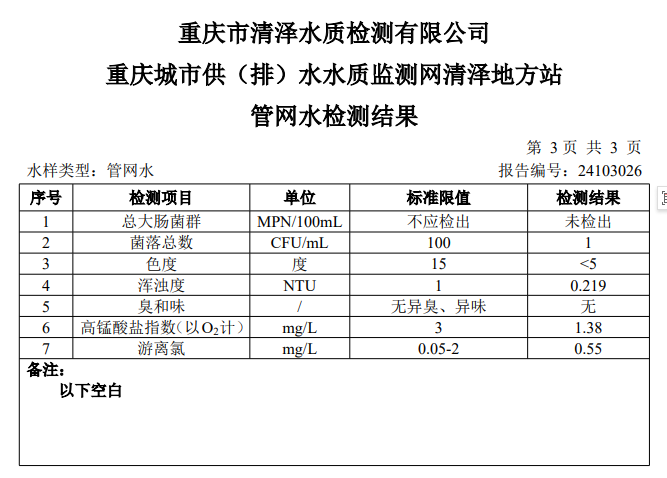 重庆市清泽水质检测有限公司
重庆城市供（排）水水质监测网清泽地方站
管网水检测结果
第 3页 共 3 页
水样类型：管网水 报告编号：24103026
序号 检测项目 单位 标准限值 检测结果
1 总大肠菌群 MPN/100mL 不应检出 未检出
2 菌落总数 CFU/mL 100 1
3 色度 度 15 <5
4 浑浊度 NTU 1 0.219
5 臭和味 / 无异臭、异味 无
6 高锰酸盐指数（以O₂计） mg/L 3 1.38
7 游离氯 mg/L 0.05-2 0.55
备注：
以下空白